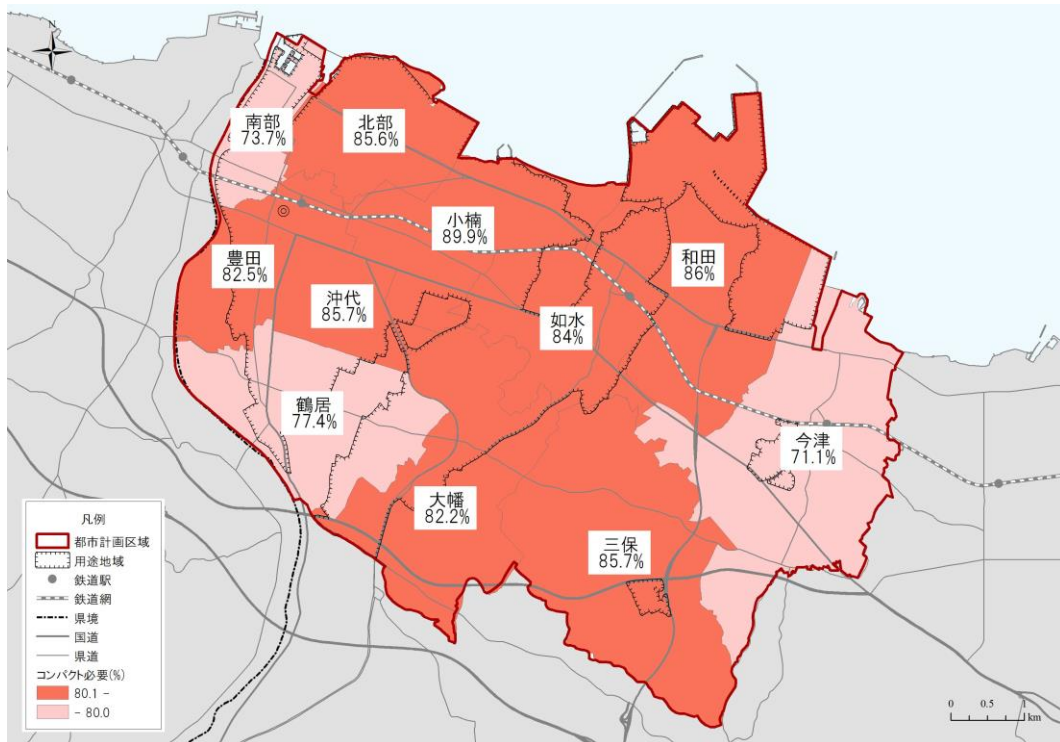 N
南部
73.7%
北部
85.6%
小楠
89.9%
和田
86%
豊田
82.5%
沖代
85.7%
如水
84%
鶴居
77.4%
今津
71.1%
大幡
82.2%
三保
85.7%
凡例
都市計画区域
用途地域
鉄道駅
鉄道網
県境
国道
県道
コンパクト必要(%)
80.1 -
- 80.0
0 0.5 1
km